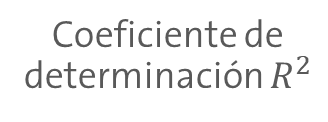 Coeficiente de
determinación R²